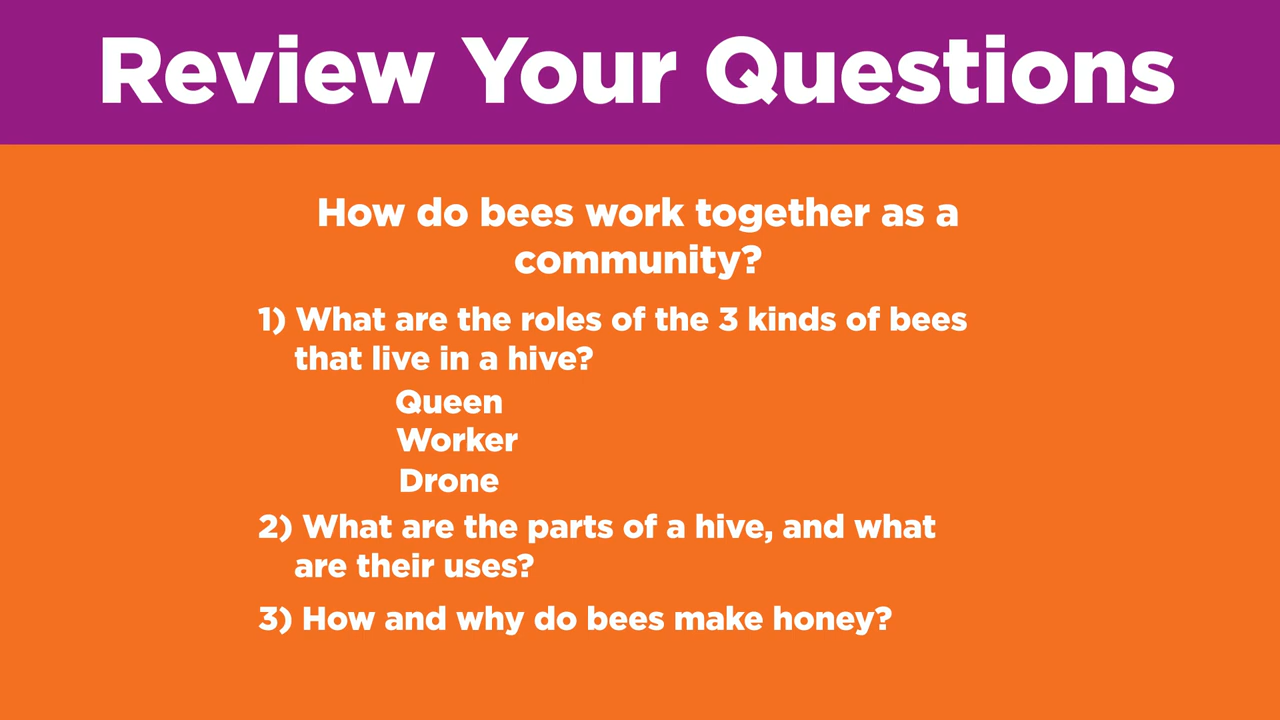 Review Your Questions
How do bees work together as a
community?
1) What are the roles of the 3 kinds of bees
that live in a hive?
Queen
Worker
Drone
2) What are the parts of a hive, and what
are their uses?
3) How and why do bees make honey?